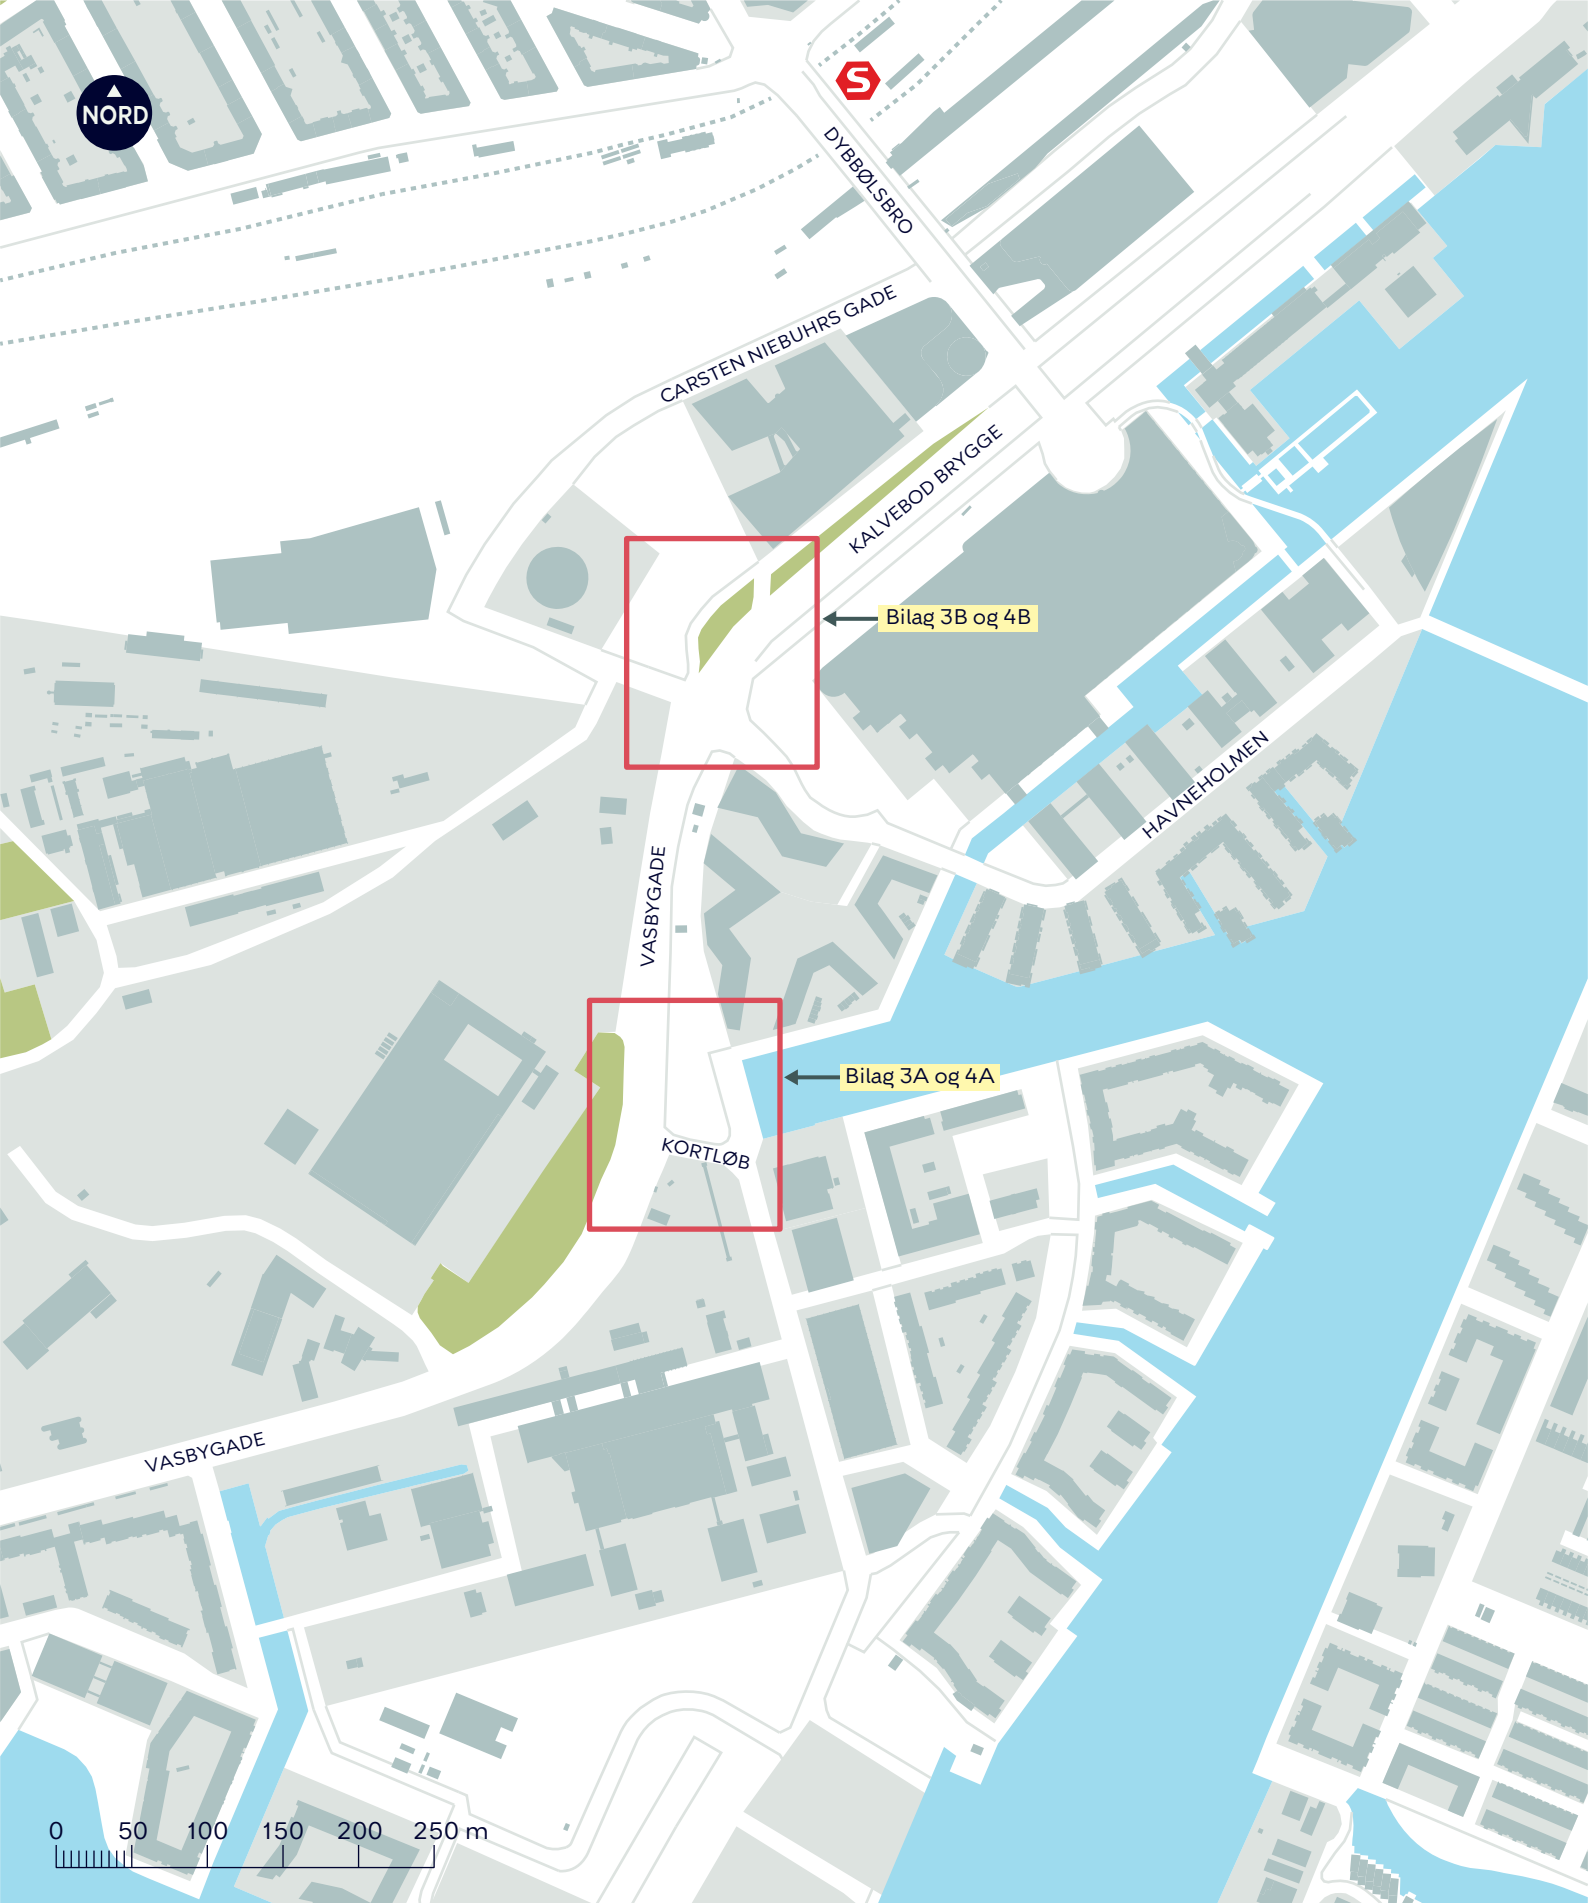 S
NORD
DYBBØLSBRO
CARSTEN NIEBUHRS GADE
KALVEBOD BRYGGE
Bilag 3B og 4B
HAVNEHOLMEN
VASBYGADE
Bilag 3A og 4A
KORTLØB
VASBYGADE
0 50 100 150 200 250 m